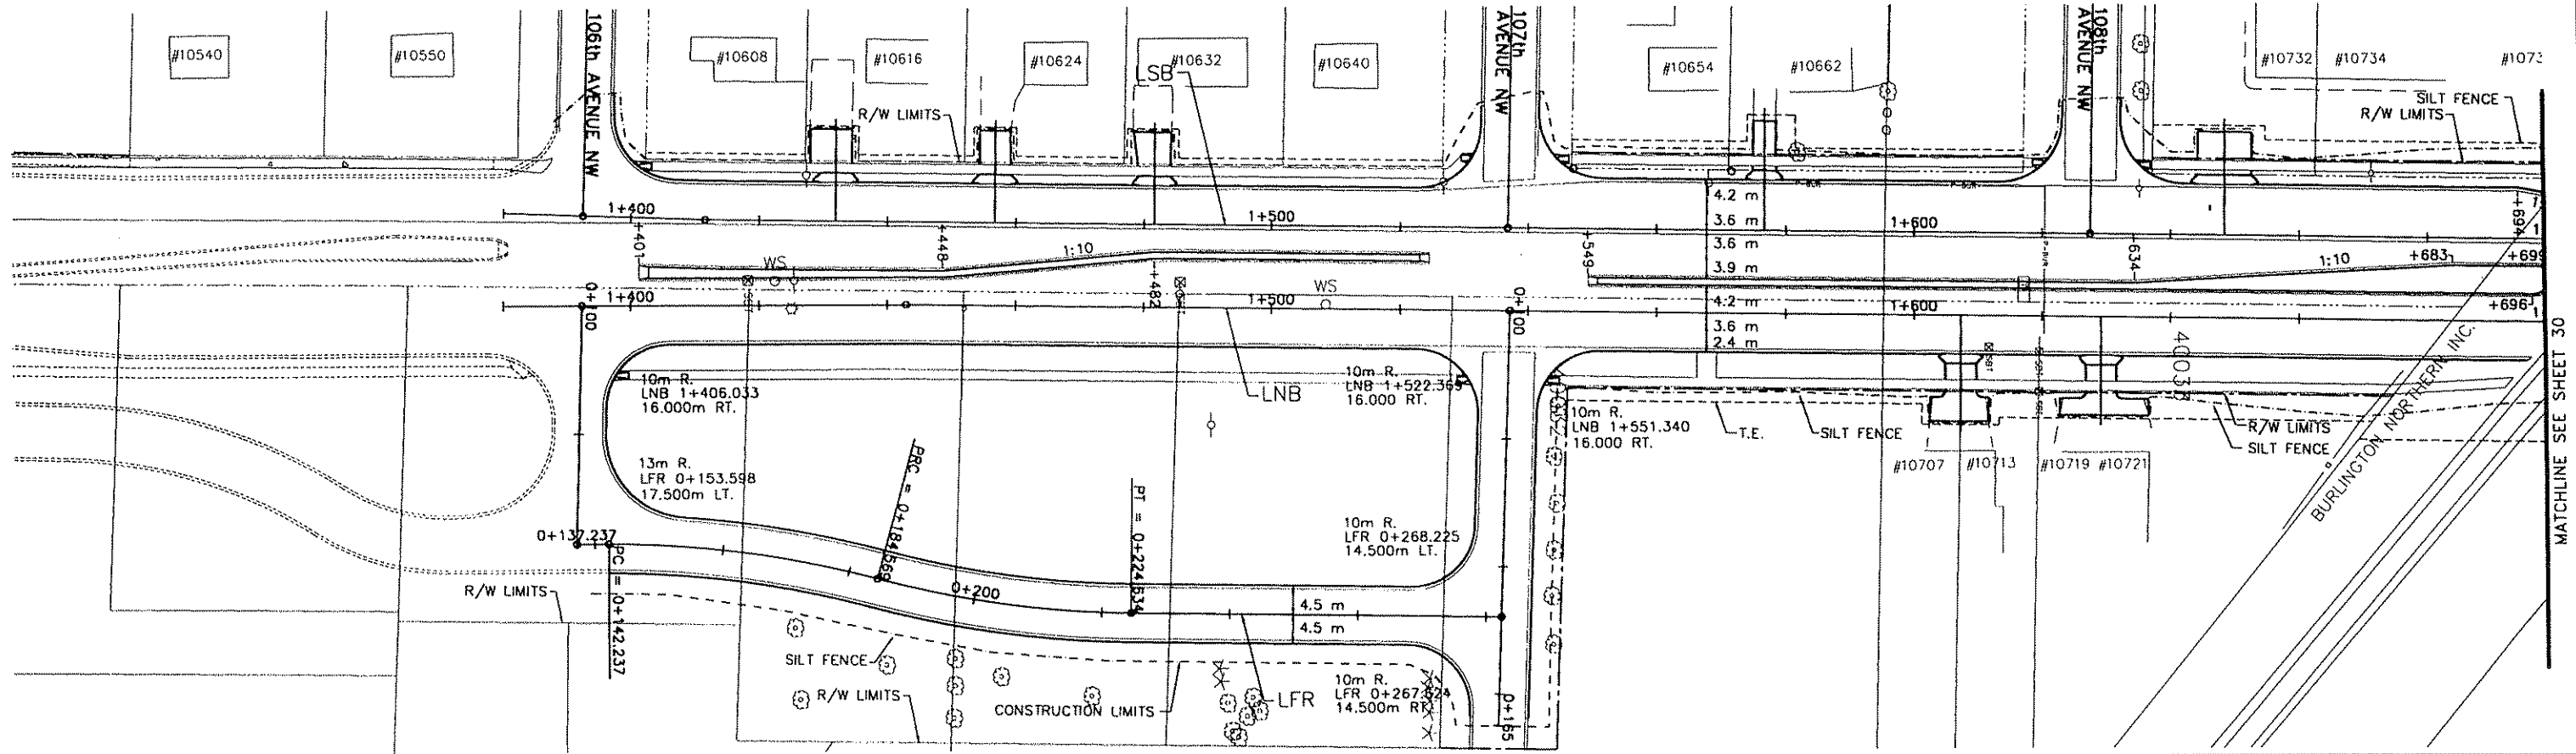 #10540
#10550
106th AVENUE NW
#10608
#10616
#10624
#10632
#10640
LSB
R/W LIMITS
107th
AVENUE NW
#10654
#10662
108th
AVENUE NW
#10732
#10734
#1073
SILT FENCE
R/W LIMITS
1+400
1+500
1+600
4.2 m
3.6 m
3.6 m
3.9 m
4.2 m
3.6 m
2.4 m
+401
+448
1:10
+482
+549
+634
1:10
+683
+694
+699
+696
WS
WS
0+100
1+400
1+500
0+100
1+600
LNB
10m R.
LNB 1+406.033
16.000m RT.
10m R.
LNB 1+522.369
16.000 RT.
10m R.
LNB 1+551.340
16.000 RT.
T.E.
SILT FENCE
#10707
#10713
#10719
#10721
R/W LIMITS
SILT FENCE
BURLINGTON NORTHERN INC.
MATCHLINE SEE SHEET 30
13m R.
LFR 0+153.598
17.500m LT.
PRC = 0+184.569
PT = 0+224.634
10m R.
LFR 0+268.225
14.500m LT.
0+137.237
PC = 0+142.237
0+200
4.5 m
4.5 m
R/W LIMITS
SILT FENCE
R/W LIMITS
CONSTRUCTION LIMITS
LFR
10m R.
LFR 0+267.624
14.500m RT.
0+165